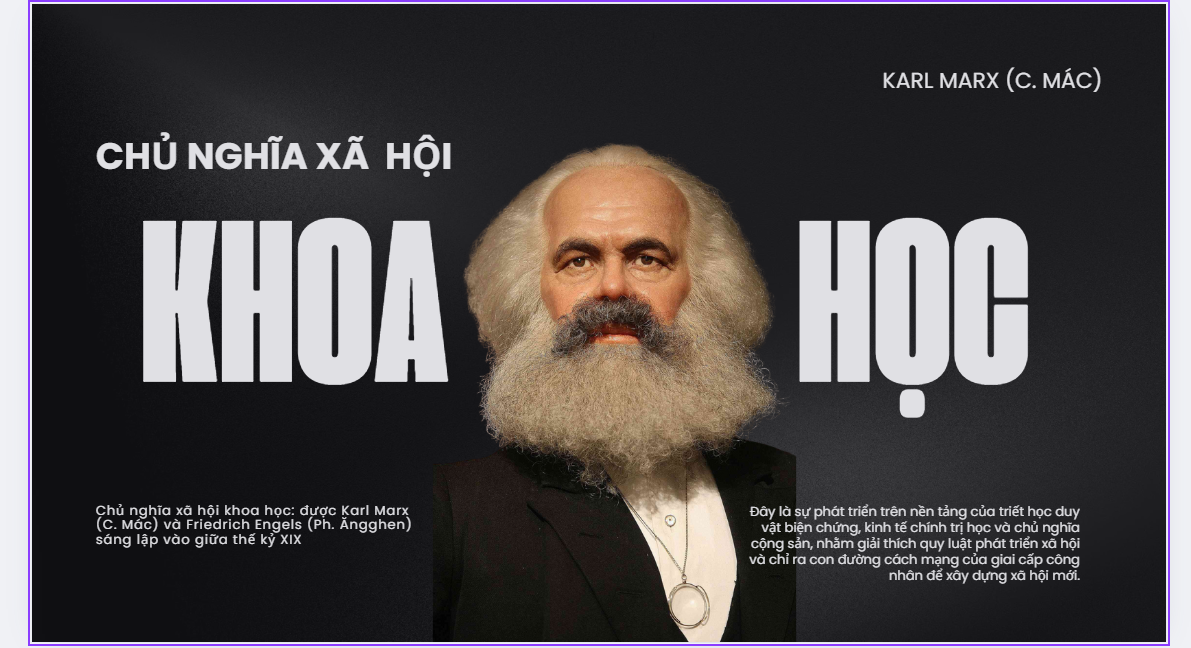 KARL MARX (C. MÁC)
CHỦ NGHĨA XÃ HỘI
KHOA HỌC
Chủ nghĩa xã hội khoa học: được Karl Marx
(C. Mác) và Friedrich Engels (Ph. Ăngghen)
sáng lập vào giữa thế kỷ XIX
Đây là sự phát triển trên nền tảng của triết học duy
vật biện chứng, kinh tế chính trị học và chủ nghĩa
cộng sản, nhằm giải thích quy luật phát triển xã hội
và chỉ ra con đường cách mạng của giai cấp công
nhân để xây dựng xã hội mới.